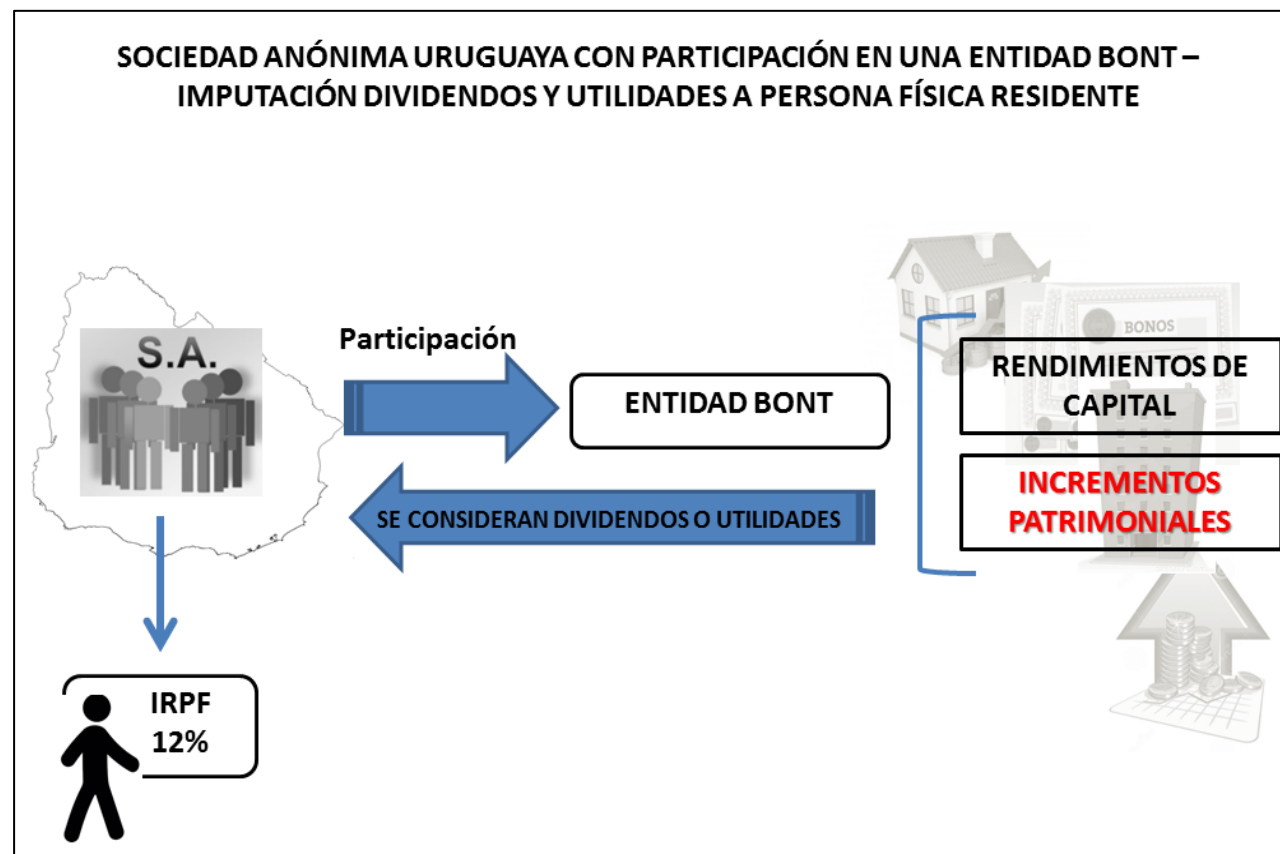 SOCIEDAD ANÓNIMA URUGUAYA CON PARTICIPACIÓN EN UNA ENTIDAD BONT –
IMPUTACIÓN DIVIDENDOS Y UTILIDADES A PERSONA FÍSICA RESIDENTE
S.A.
Participación
ENTIDAD BONT
BONOS
RENDIMIENTOS DE
CAPITAL
INCREMENTOS
PATRIMONIALES
SE CONSIDERAN DIVIDENDOS O UTILIDADES
IRPF
12%